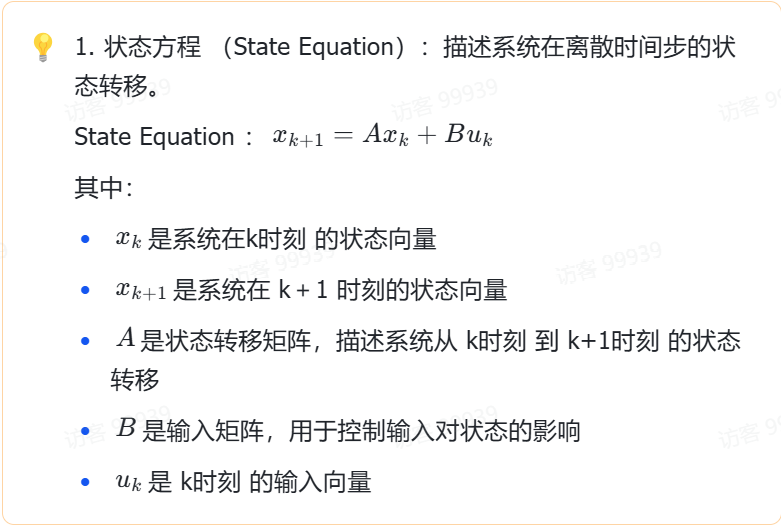 1. 状态方程 （State Equation）：描述系统在离散时间步的状
态转移。
State Equation ： x_{k+1} = Ax_k + Bu_k
其中：
• x_k 是系统在k时刻 的状态向量
• x_{k+1} 是系统在 k + 1 时刻的状态向量
• A 是状态转移矩阵，描述系统从 k时刻 到 k+1时刻 的状态
转移
• B 是输入矩阵，用于控制输入对状态的影响
• u_k 是 k时刻 的输入向量
访客 99939
访客 99939
访客 99939
访客 99939
访客 99939
访客 99939
访客 99939